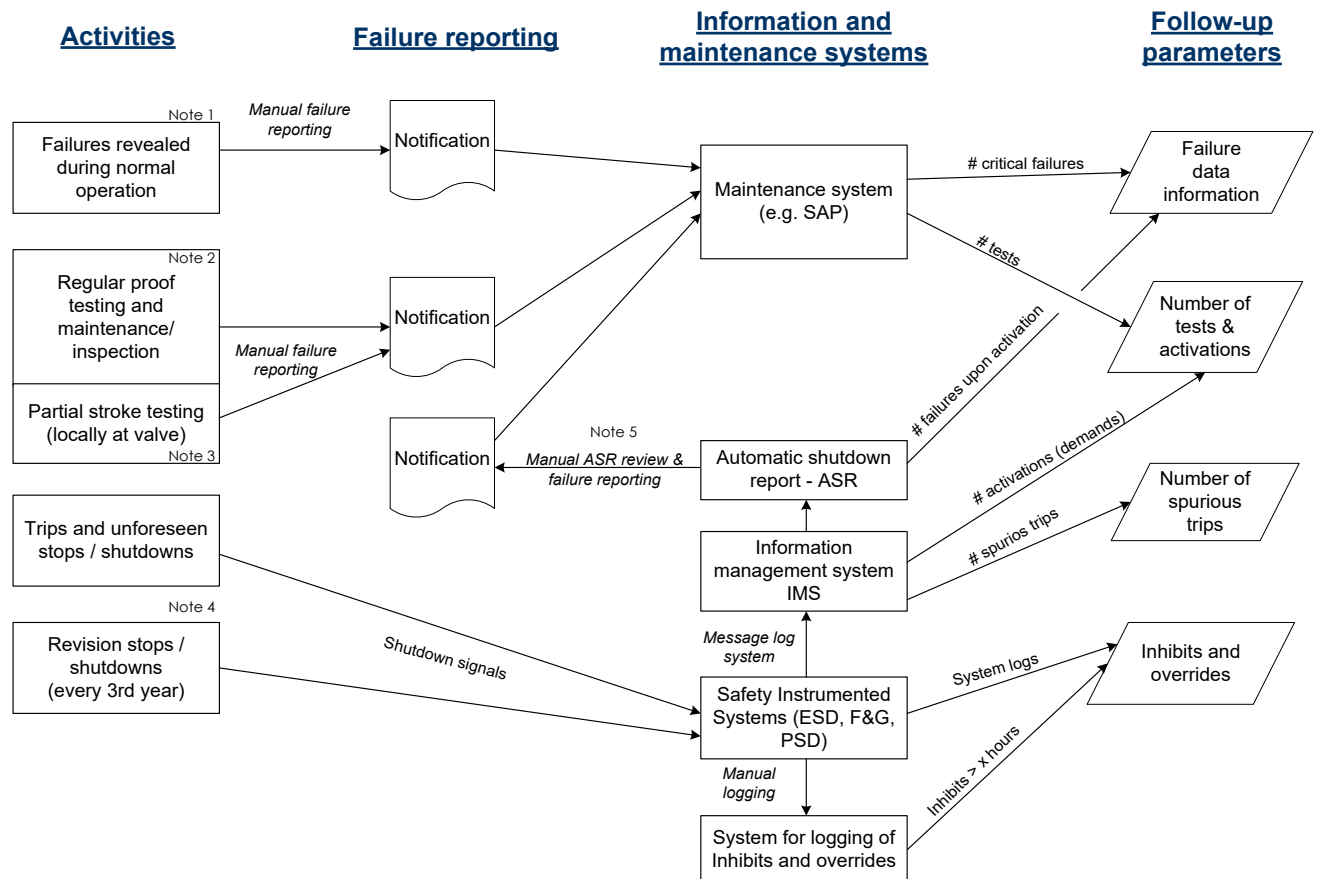 Activities
Failure reporting
Information and
maintenance systems
Follow-up
parameters
Note 1
Failures revealed
during normal
operation
Manual failure
reporting
Notification
Maintenance system
(e.g. SAP)
# critical failures
Failure
data
information
Note 2
Regular proof
testing and
maintenance/
inspection
Manual failure
reporting
Notification
# tests
Number of
tests &
activations
Partial stroke testing
(locally at valve)
Note 3
Notification
Note 5
Manual ASR review &
failure reporting
Automatic shutdown
report - ASR
# failures upon activation
Trips and unforeseen
stops / shutdowns
Information
management system
IMS
# activations (demands)
# spurios trips
Number of
spurious
trips
Note 4
Revision stops /
shutdowns
(every 3rd year)
Shutdown signals
Message log
system
Safety Instrumented
Systems (ESD, F&G,
PSD)
System logs
Inhibits and
overrides
Manual
logging
Inhibits > x hours
System for logging of
Inhibits and overrides